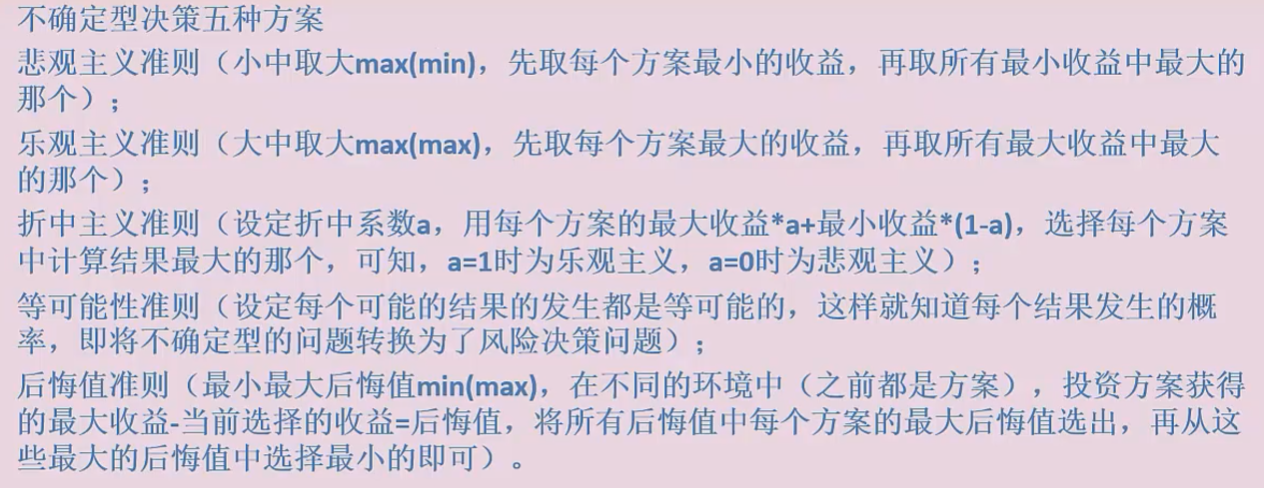 不确定型决策五种方案
悲观主义准则（小中取大max(min)，先取每个方案最小的收益，再取所有最小收益中最大的
那个）；
乐观主义准则（大中取大max(max)，先取每个方案最大的收益，再取所有最大收益中最大
的那个）；
折中主义准则（设定折中系数a，用每个方案的最大收益*a+最小收益*(1-a)，选择每个方案
中计算结果最大的那个，可知，a=1时为乐观主义，a=0时为悲观主义）；
等可能性准则（设定每个可能的结果的发生都是等可能的，这样就知道每个结果发生的概
率，即将不确定型的问题转换为了风险决策问题）；
后悔值准则（最小最大后悔值min(max)，在不同的环境中（之前都是方案），投资方案获得
的最大收益-当前选择的收益=后悔值，将所有后悔值中每个方案的最大后悔值选出，再从这
些最大的后悔值中选择最小的即可）。